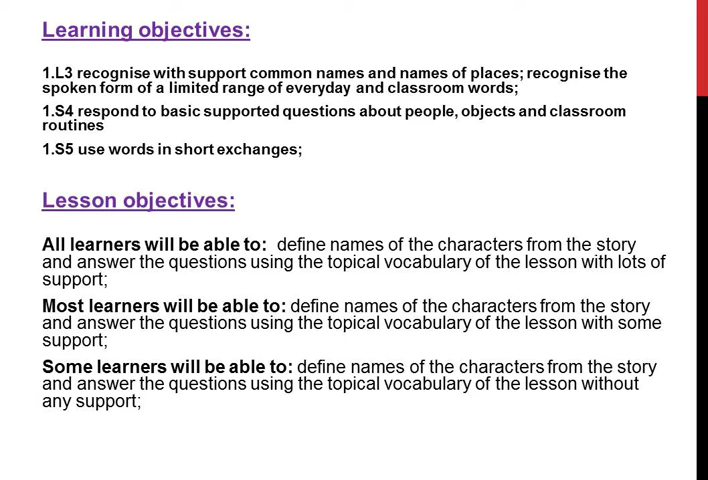 Learning objectives:
1.L3 recognise with support common names and names of places; recognise the
spoken form of a limited range of everyday and classroom words;
1.S4 respond to basic supported questions about people, objects and classroom
routines
1.S5 use words in short exchanges;
Lesson objectives:
All learners will be able to: define names of the characters from the story
and answer the questions using the topical vocabulary of the lesson with lots of
support;
Most learners will be able to: define names of the characters from the story
and answer the questions using the topical vocabulary of the lesson with some
support;
Some learners will be able to: define names of the characters from the story
and answer the questions using the topical vocabulary of the lesson without
any support;